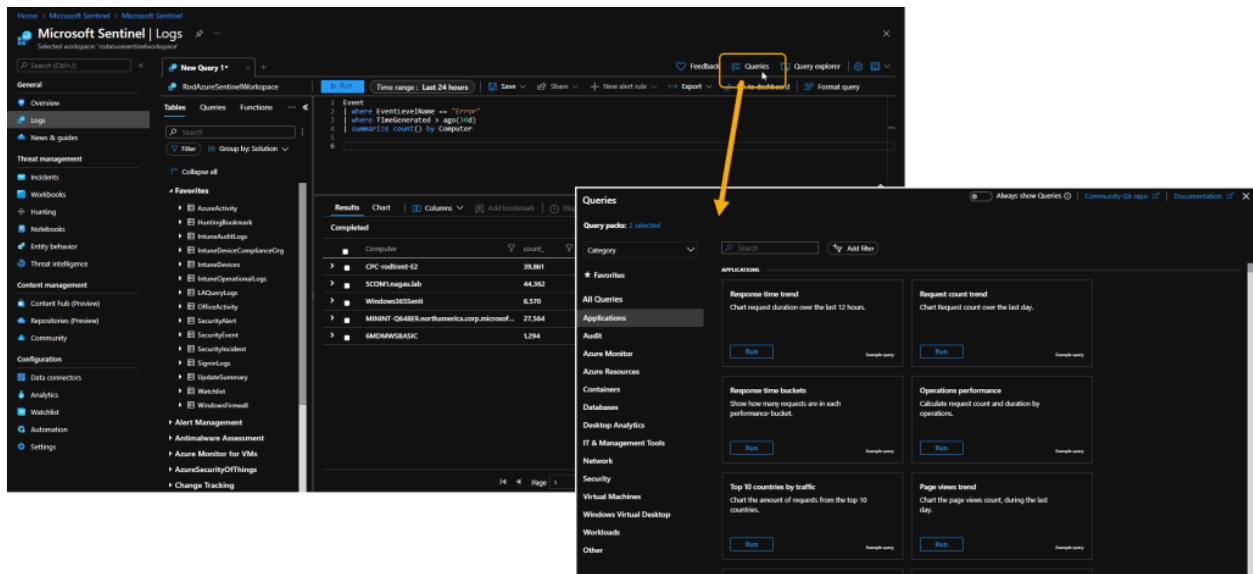 Home > Microsoft Sentinel > Microsoft Sentinel
Microsoft Sentinel | Logs
Selected workspace: 'rodazuresentinelworkspace'
Search (Ctrl+/)
General
Overview
Logs
News & guides
Threat management
Incidents
Workbooks
Hunting
Notebooks
Entity behavior
Threat intelligence
Content management
Content hub (Preview)
Repositories (Preview)
Community
Configuration
Data connectors
Analytics
Watchlist
Automation
Settings
New Query 1*
Feedback
Queries
Query explorer
RodAzureSentinelWorkspace
Run
Time range : Last 24 hours
Save
Share
New alert rule
Export
to dashboard
Format query
Tables Queries Functions
Search
Filter
Group by: Solution
Collapse all
Favorites
AzureActivity
HuntingBookmark
IntuneAuditLogs
IntuneDeviceComplianceOrg
IntuneDevices
IntuneOperationalLogs
LAQueryLogs
OfficeActivity
SecurityAlert
SecurityEvent
SecurityIncident
SigninLogs
UpdateSummary
Watchlist
WindowsFirewall
Alert Management
Antimalware Assessment
Azure Monitor for VMs
AzureSecurityOfThings
Change Tracking
1 Event
2 | where EventLevelName == "Error"
3 | where TimeGenerated > ago(30d)
4 | summarize count() by Computer
5
6
Results Chart Columns Add bookmark
Completed
Computer count_
CPC-rodtrent-E2 39,861
SCOM1.nagau.lab 44,362
Windows365Senti 6,570
MININT-Q648E9.northamerica.corp.microsof... 27,564
6MDMWSBASIC 1,294
Page 1
Queries
Always show Queries
Community Git repo
Documentation
Query packs: 2 selected
Category
Search
Add filter
Favorites
All Queries
Applications
Audit
Azure Monitor
Azure Resources
Containers
Databases
Desktop Analytics
IT & Management Tools
Network
Security
Virtual Machines
Windows Virtual Desktop
Workloads
Other
APPLICATIONS
Response time trend
Chart request duration over the last 12 hours.
Run
Example query
Request count trend
Chart Request count over the last day.
Run
Example query
Response time buckets
Show how many requests are in each
performance-bucket.
Run
Example query
Operations performance
Calculate request count and duration by
operations.
Run
Example query
Top 10 countries by traffic
Chart the amount of requests from the top 10
countries.
Run
Example query
Page views trend
Chart the page views count, during the last
day.
Run
Example query